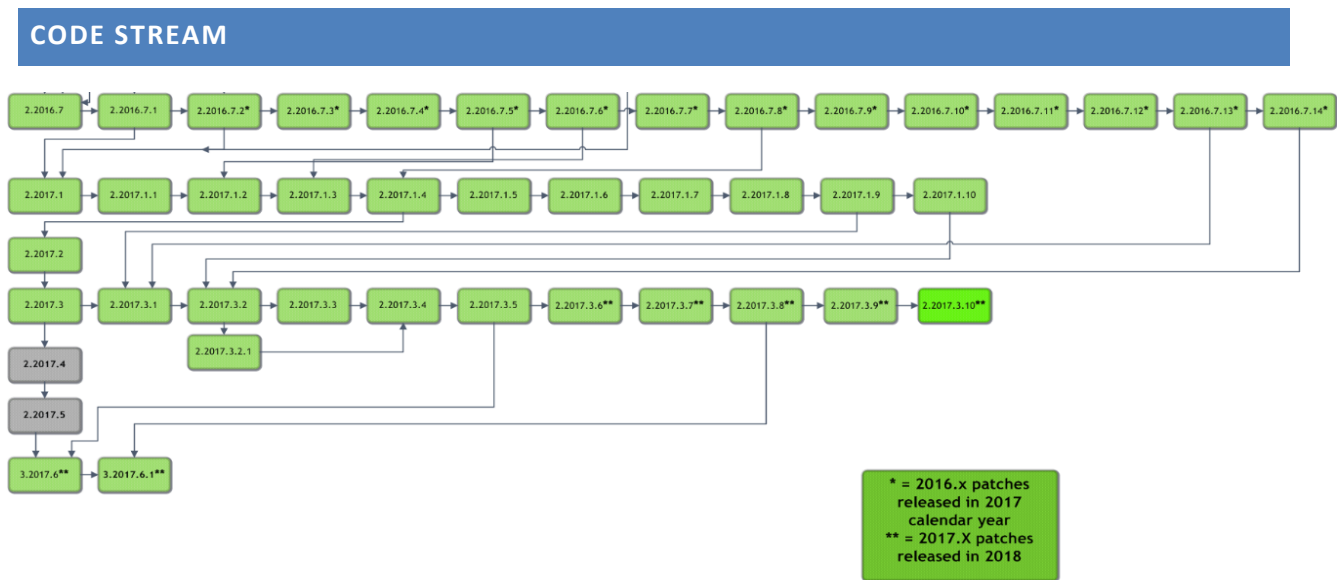 CODE STREAM
2.2016.7 2.2016.7.1 2.2016.7.2* 2.2016.7.3* 2.2016.7.4* 2.2016.7.5* 2.2016.7.6* 2.2016.7.7* 2.2016.7.8* 2.2016.7.9* 2.2016.7.10* 2.2016.7.11* 2.2016.7.12* 2.2016.7.13* 2.2016.7.14*
2.2017.1 2.2017.1.1 2.2017.1.2 2.2017.1.3 2.2017.1.4 2.2017.1.5 2.2017.1.6 2.2017.1.7 2.2017.1.8 2.2017.1.9 2.2017.1.10
2.2017.2
2.2017.3 2.2017.3.1 2.2017.3.2 2.2017.3.3 2.2017.3.4 2.2017.3.5 2.2017.3.6** 2.2017.3.7** 2.2017.3.8** 2.2017.3.9** 2.2017.3.10**
2.2017.3.2.1
2.2017.4
2.2017.5
3.2017.6** 3.2017.6.1**
* = 2016.x patches
released in 2017
calendar year
** = 2017.X patches
released in 2018